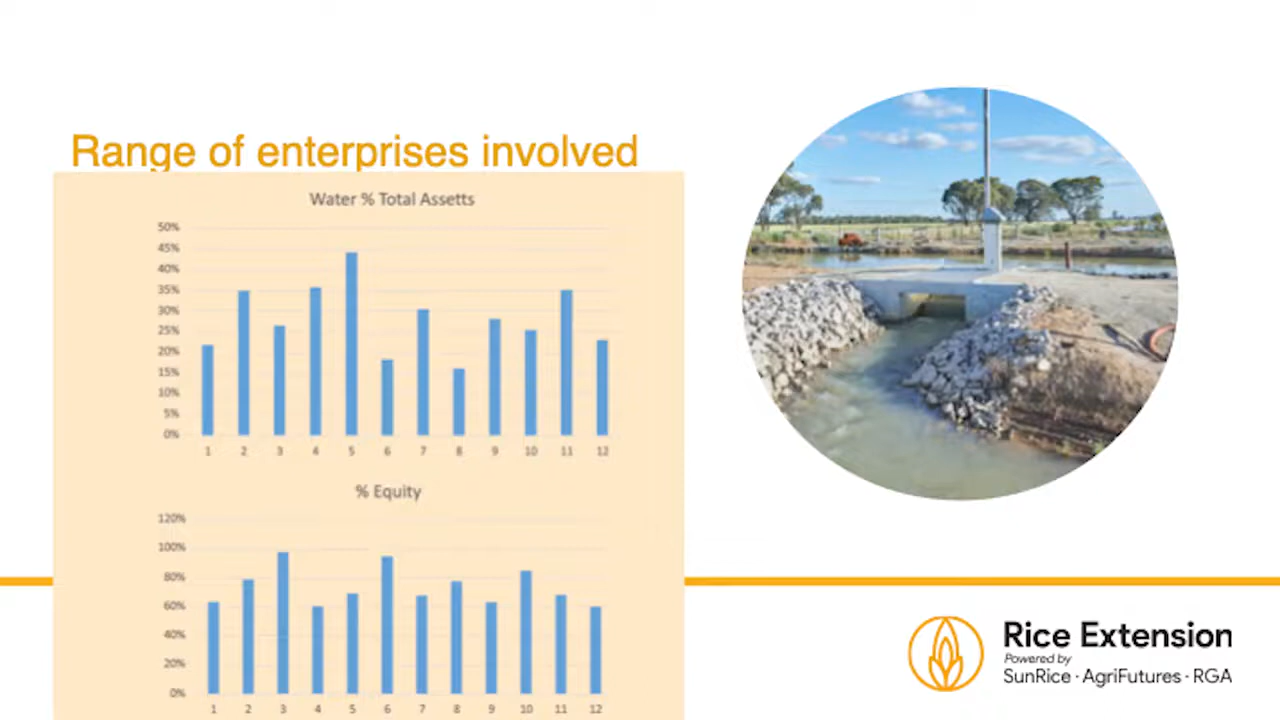 Range of enterprises involved
Water % Total Assetts
50%
45%
40%
35%
30%
25%
20%
15%
10%
5%
0%
1 2 3 4 5 6 7 8 9 10 11 12
% Equity
120%
100%
80%
60%
40%
20%
0%
1 2 3 4 5 6 7 8 9 10 11 12
Rice Extension
Powered by
SunRice · AgriFutures · RGA